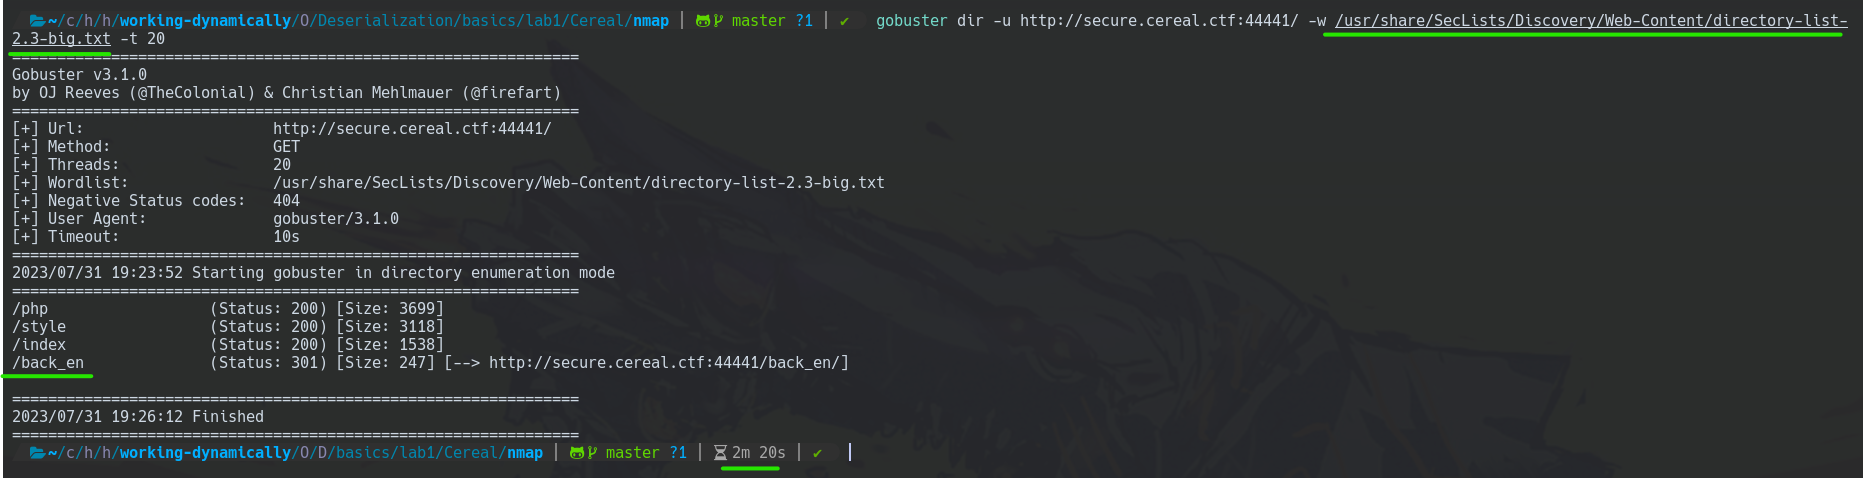 ~/c/h/h/working-dynamically/O/Deserialization/basics/lab1/Cereal/nmap | master ?1 | ✔ gobuster dir -u http://secure.cereal.ctf:44441/ -w /usr/share/SecLists/Discovery/Web-Content/directory-list-
2.3-big.txt -t 20
===============================================================
Gobuster v3.1.0
by OJ Reeves (@TheColonial) & Christian Mehlmauer (@firefart)
===============================================================
[+] Url:                     http://secure.cereal.ctf:44441/
[+] Method:                  GET
[+] Threads:                 20
[+] Wordlist:                /usr/share/SecLists/Discovery/Web-Content/directory-list-2.3-big.txt
[+] Negative Status codes:   404
[+] User Agent:              gobuster/3.1.0
[+] Timeout:                 10s
===============================================================
2023/07/31 19:23:52 Starting gobuster in directory enumeration mode
===============================================================
/php                  (Status: 200) [Size: 3699]
/style                (Status: 200) [Size: 3118]
/index                (Status: 200) [Size: 1538]
/back_en              (Status: 301) [Size: 247] [--> http://secure.cereal.ctf:44441/back_en/]
===============================================================
2023/07/31 19:26:12 Finished
===============================================================
~/c/h/h/working-dynamically/O/D/basics/lab1/Cereal/nmap | master ?1 | 2m 20s | ✔